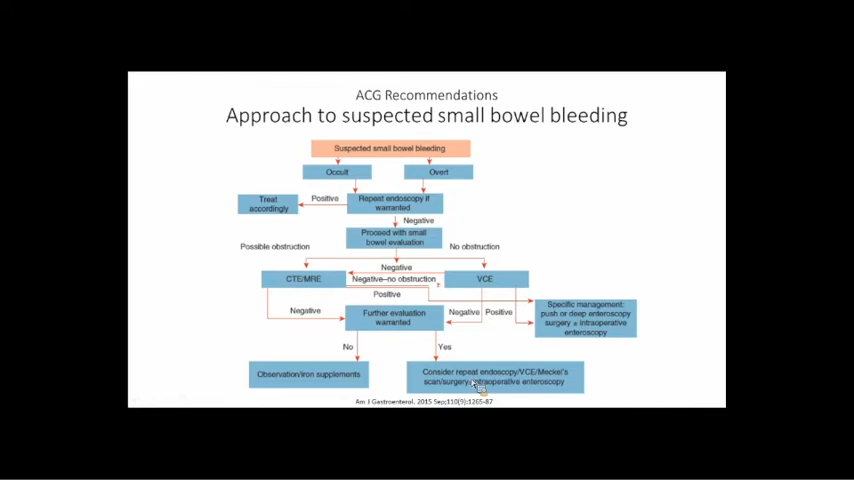 ACG Recommendations
Approach to suspected small bowel bleeding
Suspected small bowel bleeding
Occult
Overt
Treat
accordingly
Positive
Repeat endoscopy if
warranted
Negative
Proceed with small
bowel evaluation
Possible obstruction
No obstruction
Negative
CTE/MRE
Negative–no obstruction
VCE
Positive
Negative
Further evaluation
warranted
Negative
Positive
Specific management:
push or deep enteroscopy
surgery ± intraoperative
enteroscopy
No
Yes
Observation/iron supplements
Consider repeat endoscopy/VCE/Meckel's
scan/surgery intraoperative enteroscopy
Am J Gastroenterol. 2015 Sep;110(9):1265-87